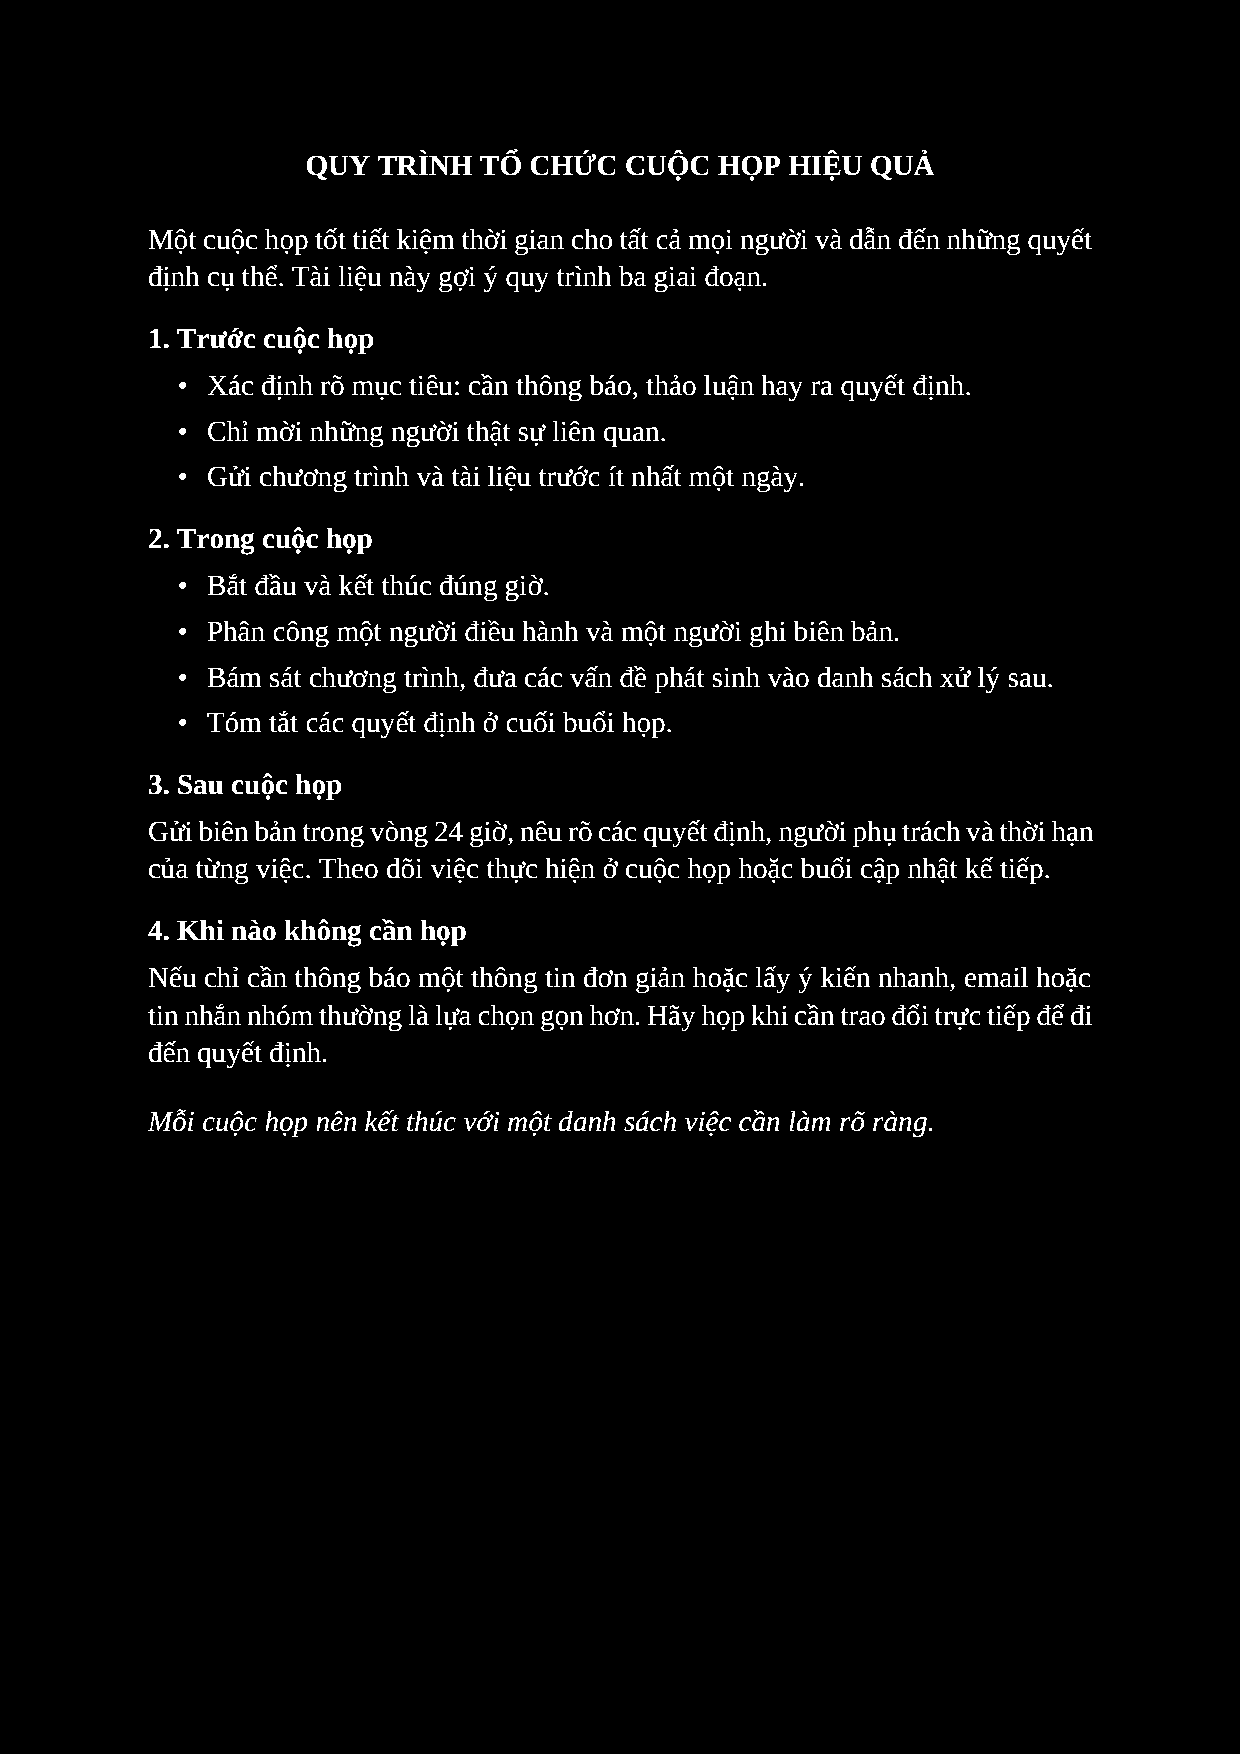 QUY TRÌNH TỔ CHỨC CUỘC HỌP HIỆU QUẢ
Một cuộc họp tốt tiết kiệm thời gian cho tất cả mọi người và dẫn đến những quyết
định cụ thể. Tài liệu này gợi ý quy trình ba giai đoạn.
1. Trước cuộc họp
• Xác định rõ mục tiêu: cần thông báo, thảo luận hay ra quyết định.
• Chỉ mời những người thật sự liên quan.
• Gửi chương trình và tài liệu trước ít nhất một ngày.
2. Trong cuộc họp
• Bắt đầu và kết thúc đúng giờ.
• Phân công một người điều hành và một người ghi biên bản.
• Bám sát chương trình, đưa các vấn đề phát sinh vào danh sách xử lý sau.
• Tóm tắt các quyết định ở cuối buổi họp.
3. Sau cuộc họp
Gửi biên bản trong vòng 24 giờ, nêu rõ các quyết định, người phụ trách và thời hạn
của từng việc. Theo dõi việc thực hiện ở cuộc họp hoặc buổi cập nhật kế tiếp.
4. Khi nào không cần họp
Nếu chỉ cần thông báo một thông tin đơn giản hoặc lấy ý kiến nhanh, email hoặc
tin nhắn nhóm thường là lựa chọn gọn hơn. Hãy họp khi cần trao đổi trực tiếp để đi
đến quyết định.
Mỗi cuộc họp nên kết thúc với một danh sách việc cần làm rõ ràng.